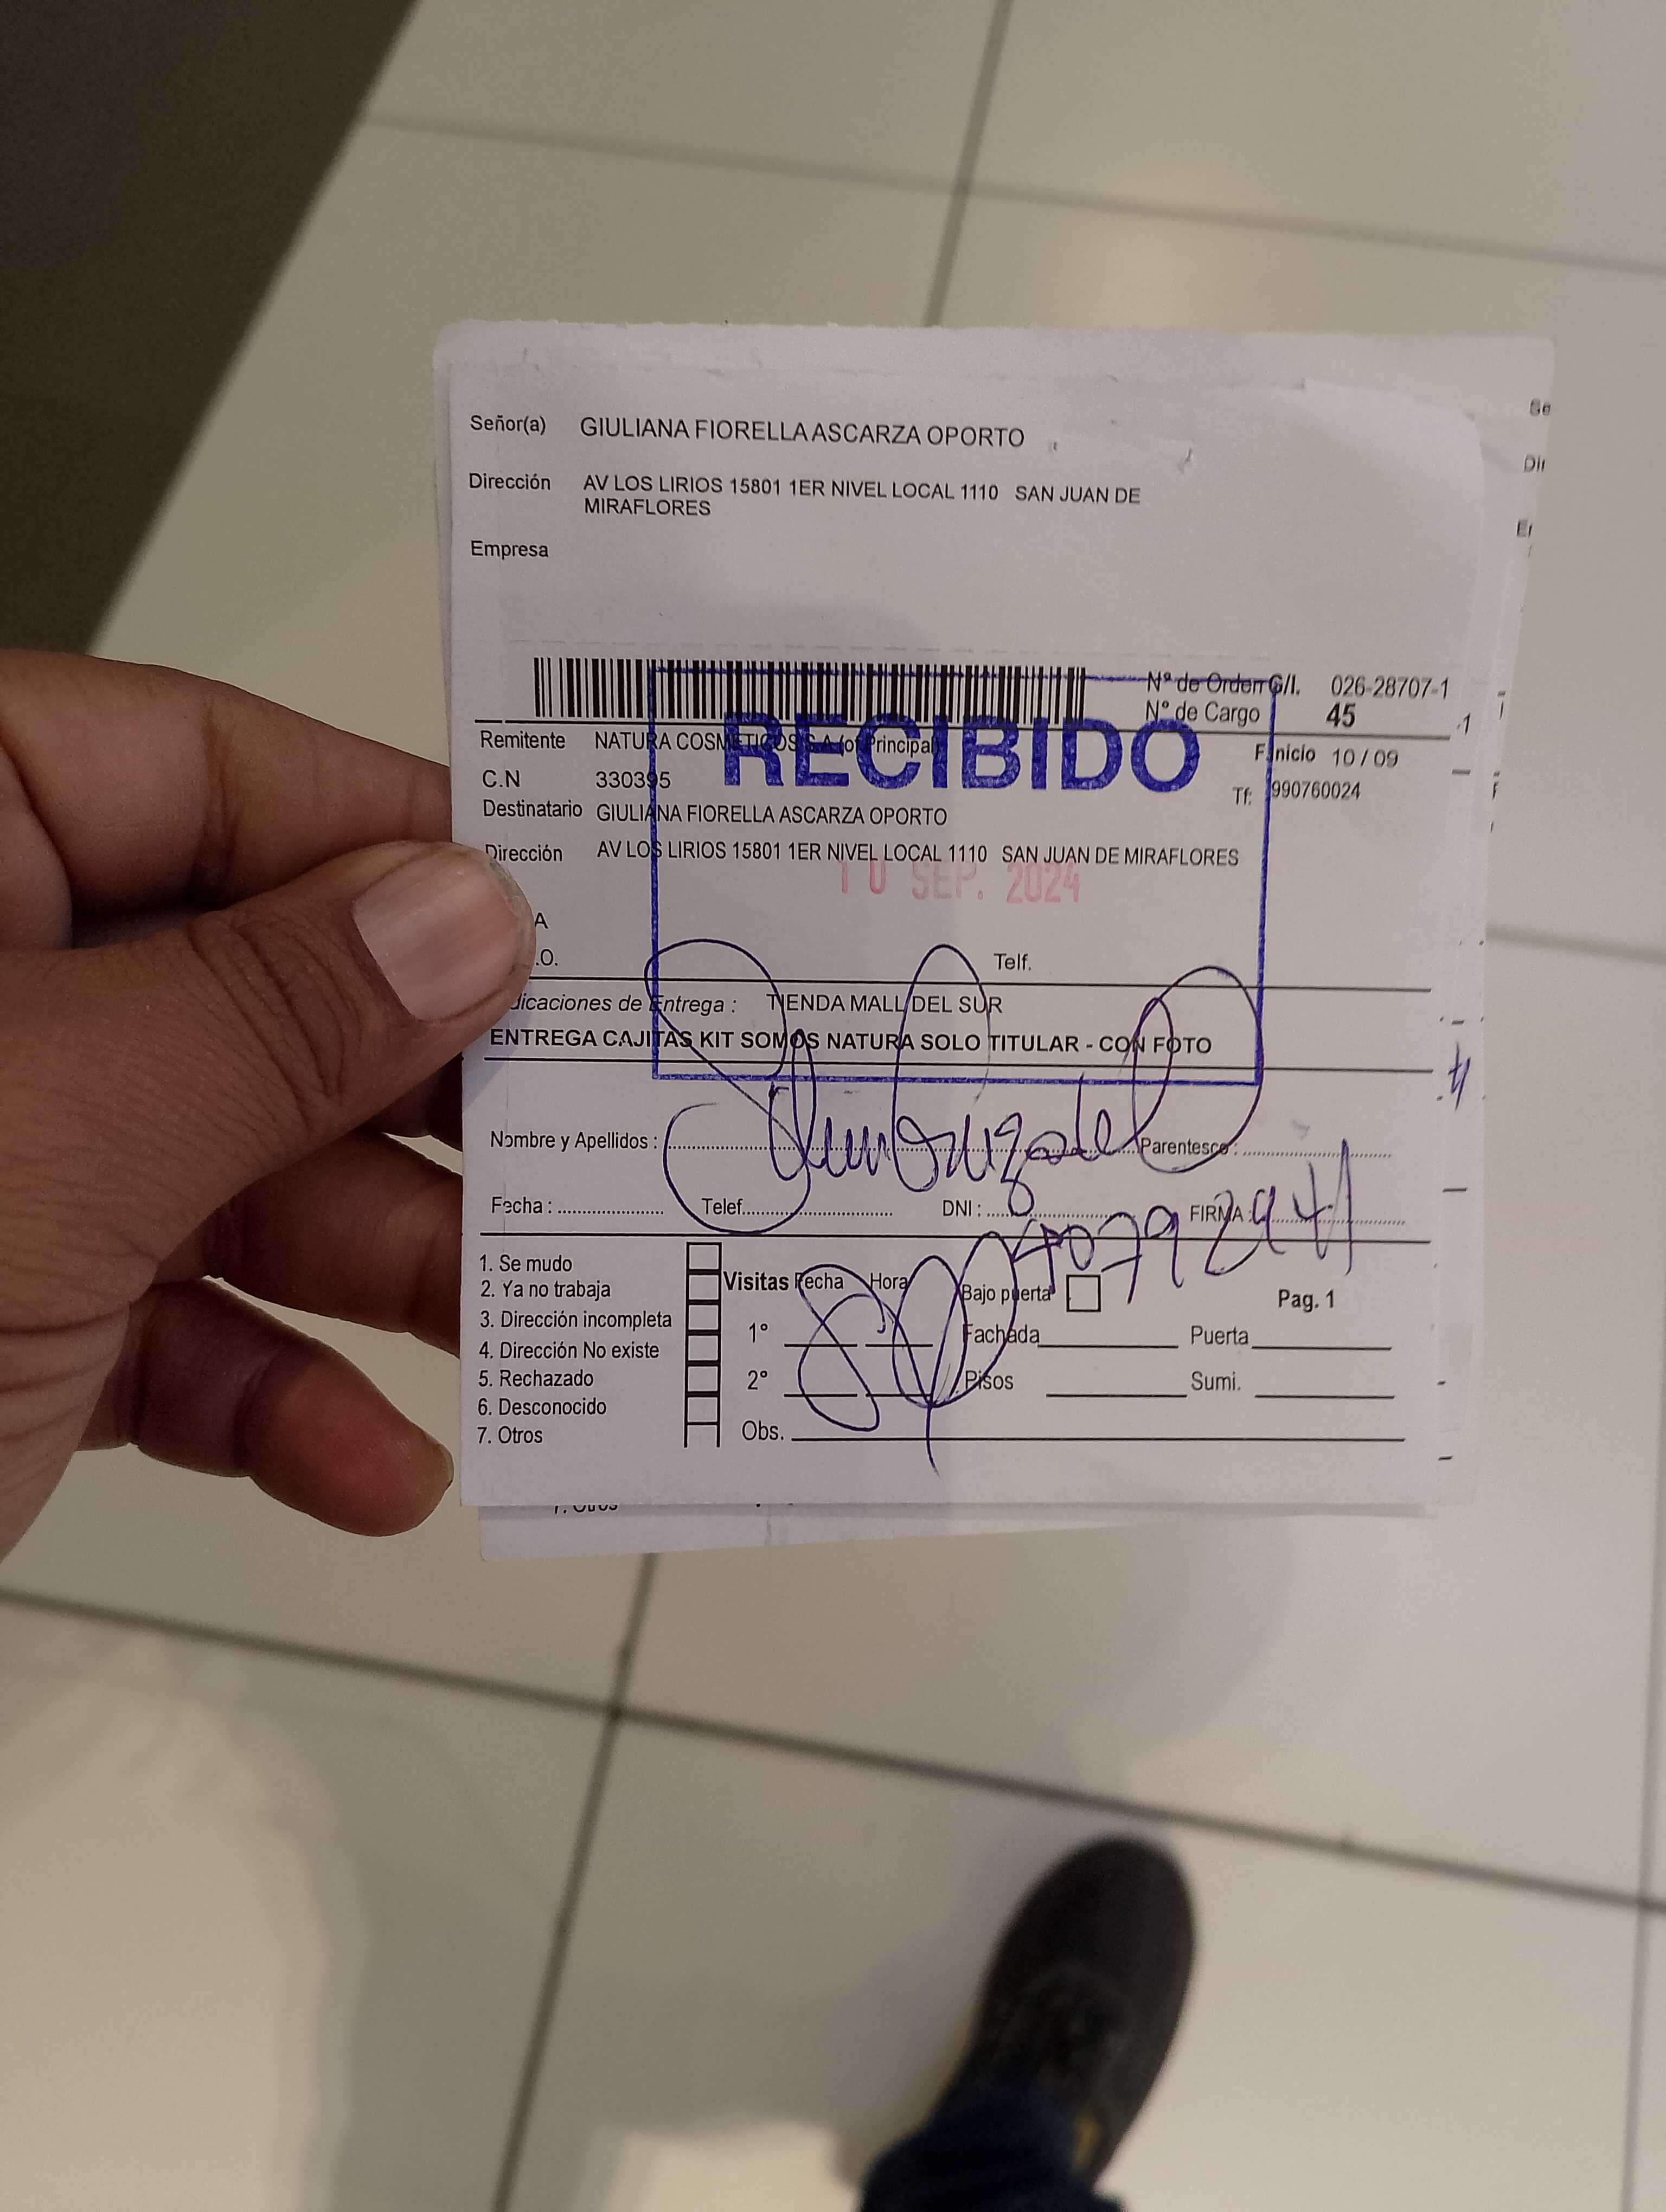 Señor(a) GIULIANA FIORELLA ASCARZA OPORTO
Dirección AV LOS LIRIOS 15801 1ER NIVEL LOCAL 1110 SAN JUAN DE
MIRAFLORES
Empresa
Nº de Orden G/I. 026-28707-1
Nº de Cargo 45
RECIBIDO
Remitente NATURA COSMETICOS S.A (of Principal)
F.Inicio 10 / 09
C.N 330395
Tf: 990760024
Destinatario GIULIANA FIORELLA ASCARZA OPORTO
Dirección AV LOS LIRIOS 15801 1ER NIVEL LOCAL 1110 SAN JUAN DE MIRAFLORES
10 SEP. 2024
A
.O. Telf.
dicaciones de Entrega : TIENDA MALL DEL SUR
ENTREGA CAJITAS KIT SOMOS NATURA SOLO TITULAR - CON FOTO
Nombre y Apellidos : Parentesco :
Fecha : Telef. DNI : FIRMA :
40792941
1. Se mudo
2. Ya no trabaja
3. Dirección incompleta
4. Dirección No existe
5. Rechazado
6. Desconocido
7. Otros
Visitas Fecha Hora Bajo puerta Pag. 1
1° Fachada Puerta
2° Pisos Sumi.
Obs.
7. Otros